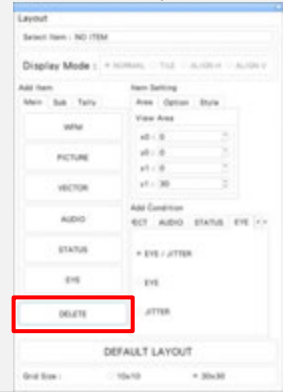 Layout
Select Item : NO ITEM
Display Mode : NORMAL TILE ALIGN-H ALIGN-V
Add Item
Main Sub Tally
WFM
PICTURE
VECTOR
AUDIO
STATUS
EYE
DELETE
Item Setting
Area Option Style
View Area
x0 : 0
y0 : 0
x1 : 0
y1 : 30
Add Condition
ECT AUDIO STATUS EYE
EYE / JITTER
EYE
JITTER
DEFAULT LAYOUT
Grid Size : 10x10 30x30